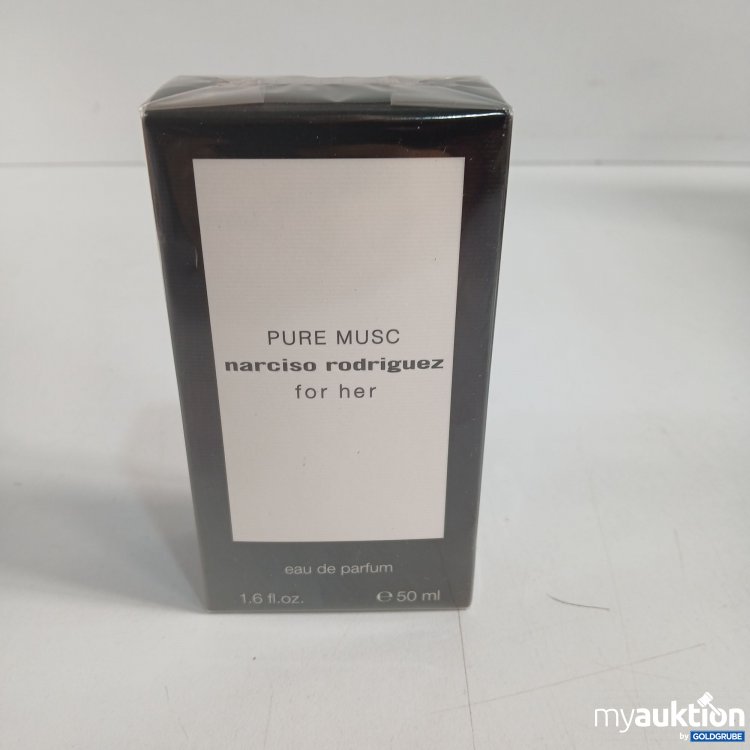 PURE MUSC
narciso rodriguez
for her
eau de parfum
1.6 fl.oz. ℮ 50 ml
myauktion
by GOLDGRUBE